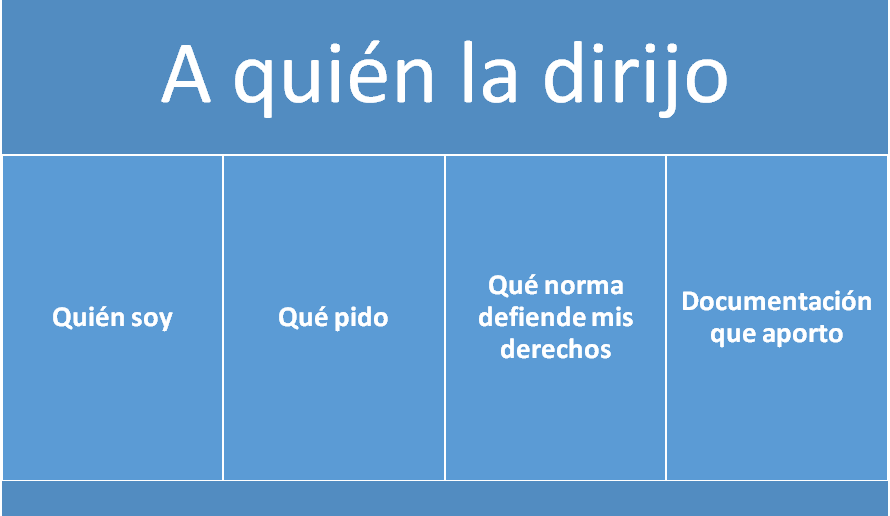 A quién la dirijo
Quién soy
Qué pido
Qué norma
defiende mis
derechos
Documentación
que aporto